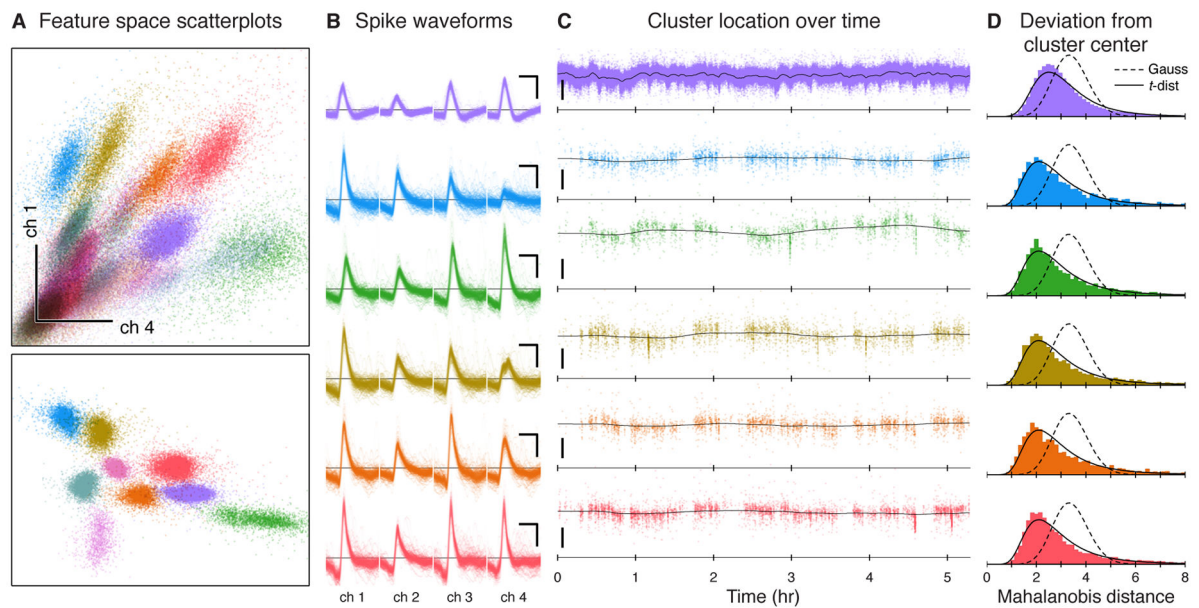 A Feature space scatterplots
ch 1
ch 4
B Spike waveforms
ch 1 ch 2 ch 3 ch 4
C Cluster location over time
0 1 2 3 4 5
Time (hr)
D Deviation from
cluster center
Gauss
t-dist
0 2 4 6 8
Mahalanobis distance